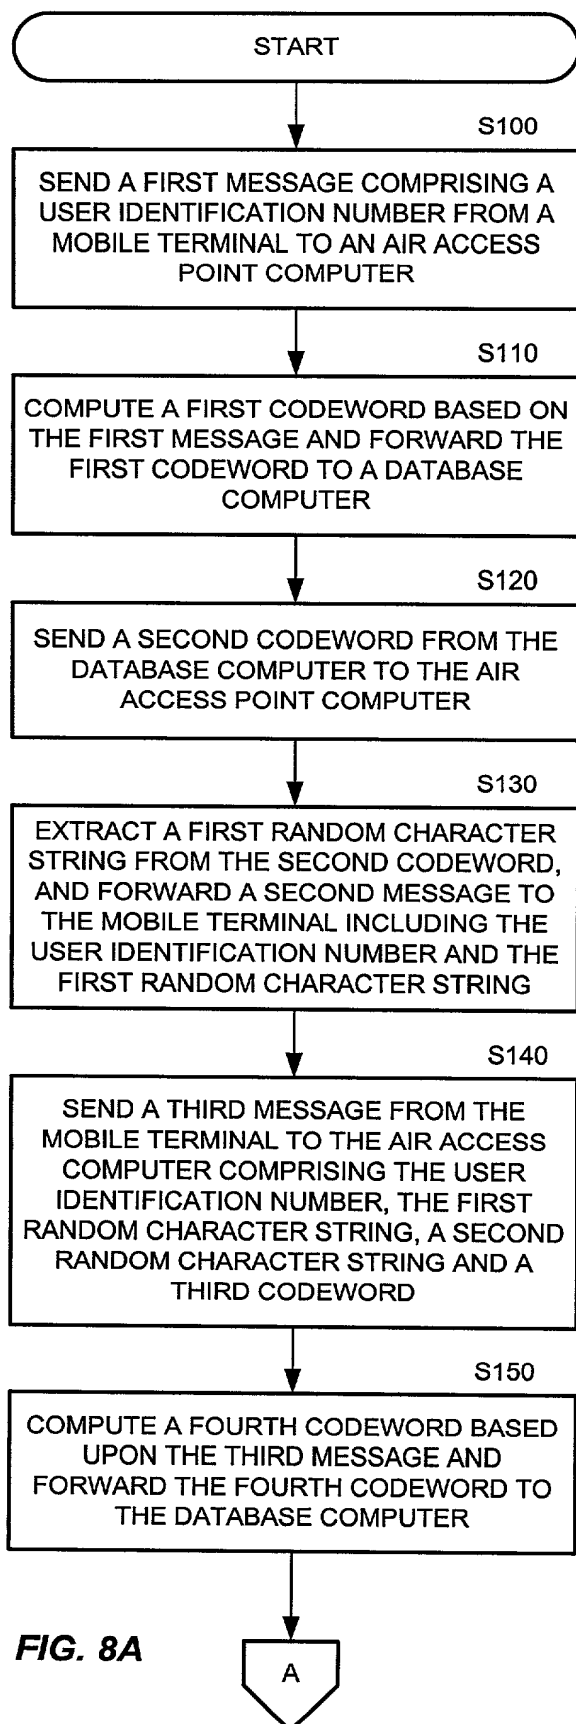 START
S100
SEND A FIRST MESSAGE COMPRISING A
USER IDENTIFICATION NUMBER FROM A
MOBILE TERMINAL TO AN AIR ACCESS
POINT COMPUTER
S110
COMPUTE A FIRST CODEWORD BASED ON
THE FIRST MESSAGE AND FORWARD THE
FIRST CODEWORD TO A DATABASE
COMPUTER
S120
SEND A SECOND CODEWORD FROM THE
DATABASE COMPUTER TO THE AIR
ACCESS POINT COMPUTER
S130
EXTRACT A FIRST RANDOM CHARACTER
STRING FROM THE SECOND CODEWORD,
AND FORWARD A SECOND MESSAGE TO
THE MOBILE TERMINAL INCLUDING THE
USER IDENTIFICATION NUMBER AND THE
FIRST RANDOM CHARACTER STRING
S140
SEND A THIRD MESSAGE FROM THE
MOBILE TERMINAL TO THE AIR ACCESS
COMPUTER COMPRISING THE USER
IDENTIFICATION NUMBER, THE FIRST
RANDOM CHARACTER STRING, A SECOND
RANDOM CHARACTER STRING AND A
THIRD CODEWORD
S150
COMPUTE A FOURTH CODEWORD BASED
UPON THE THIRD MESSAGE AND
FORWARD THE FOURTH CODEWORD TO
THE DATABASE COMPUTER
FIG. 8A
A